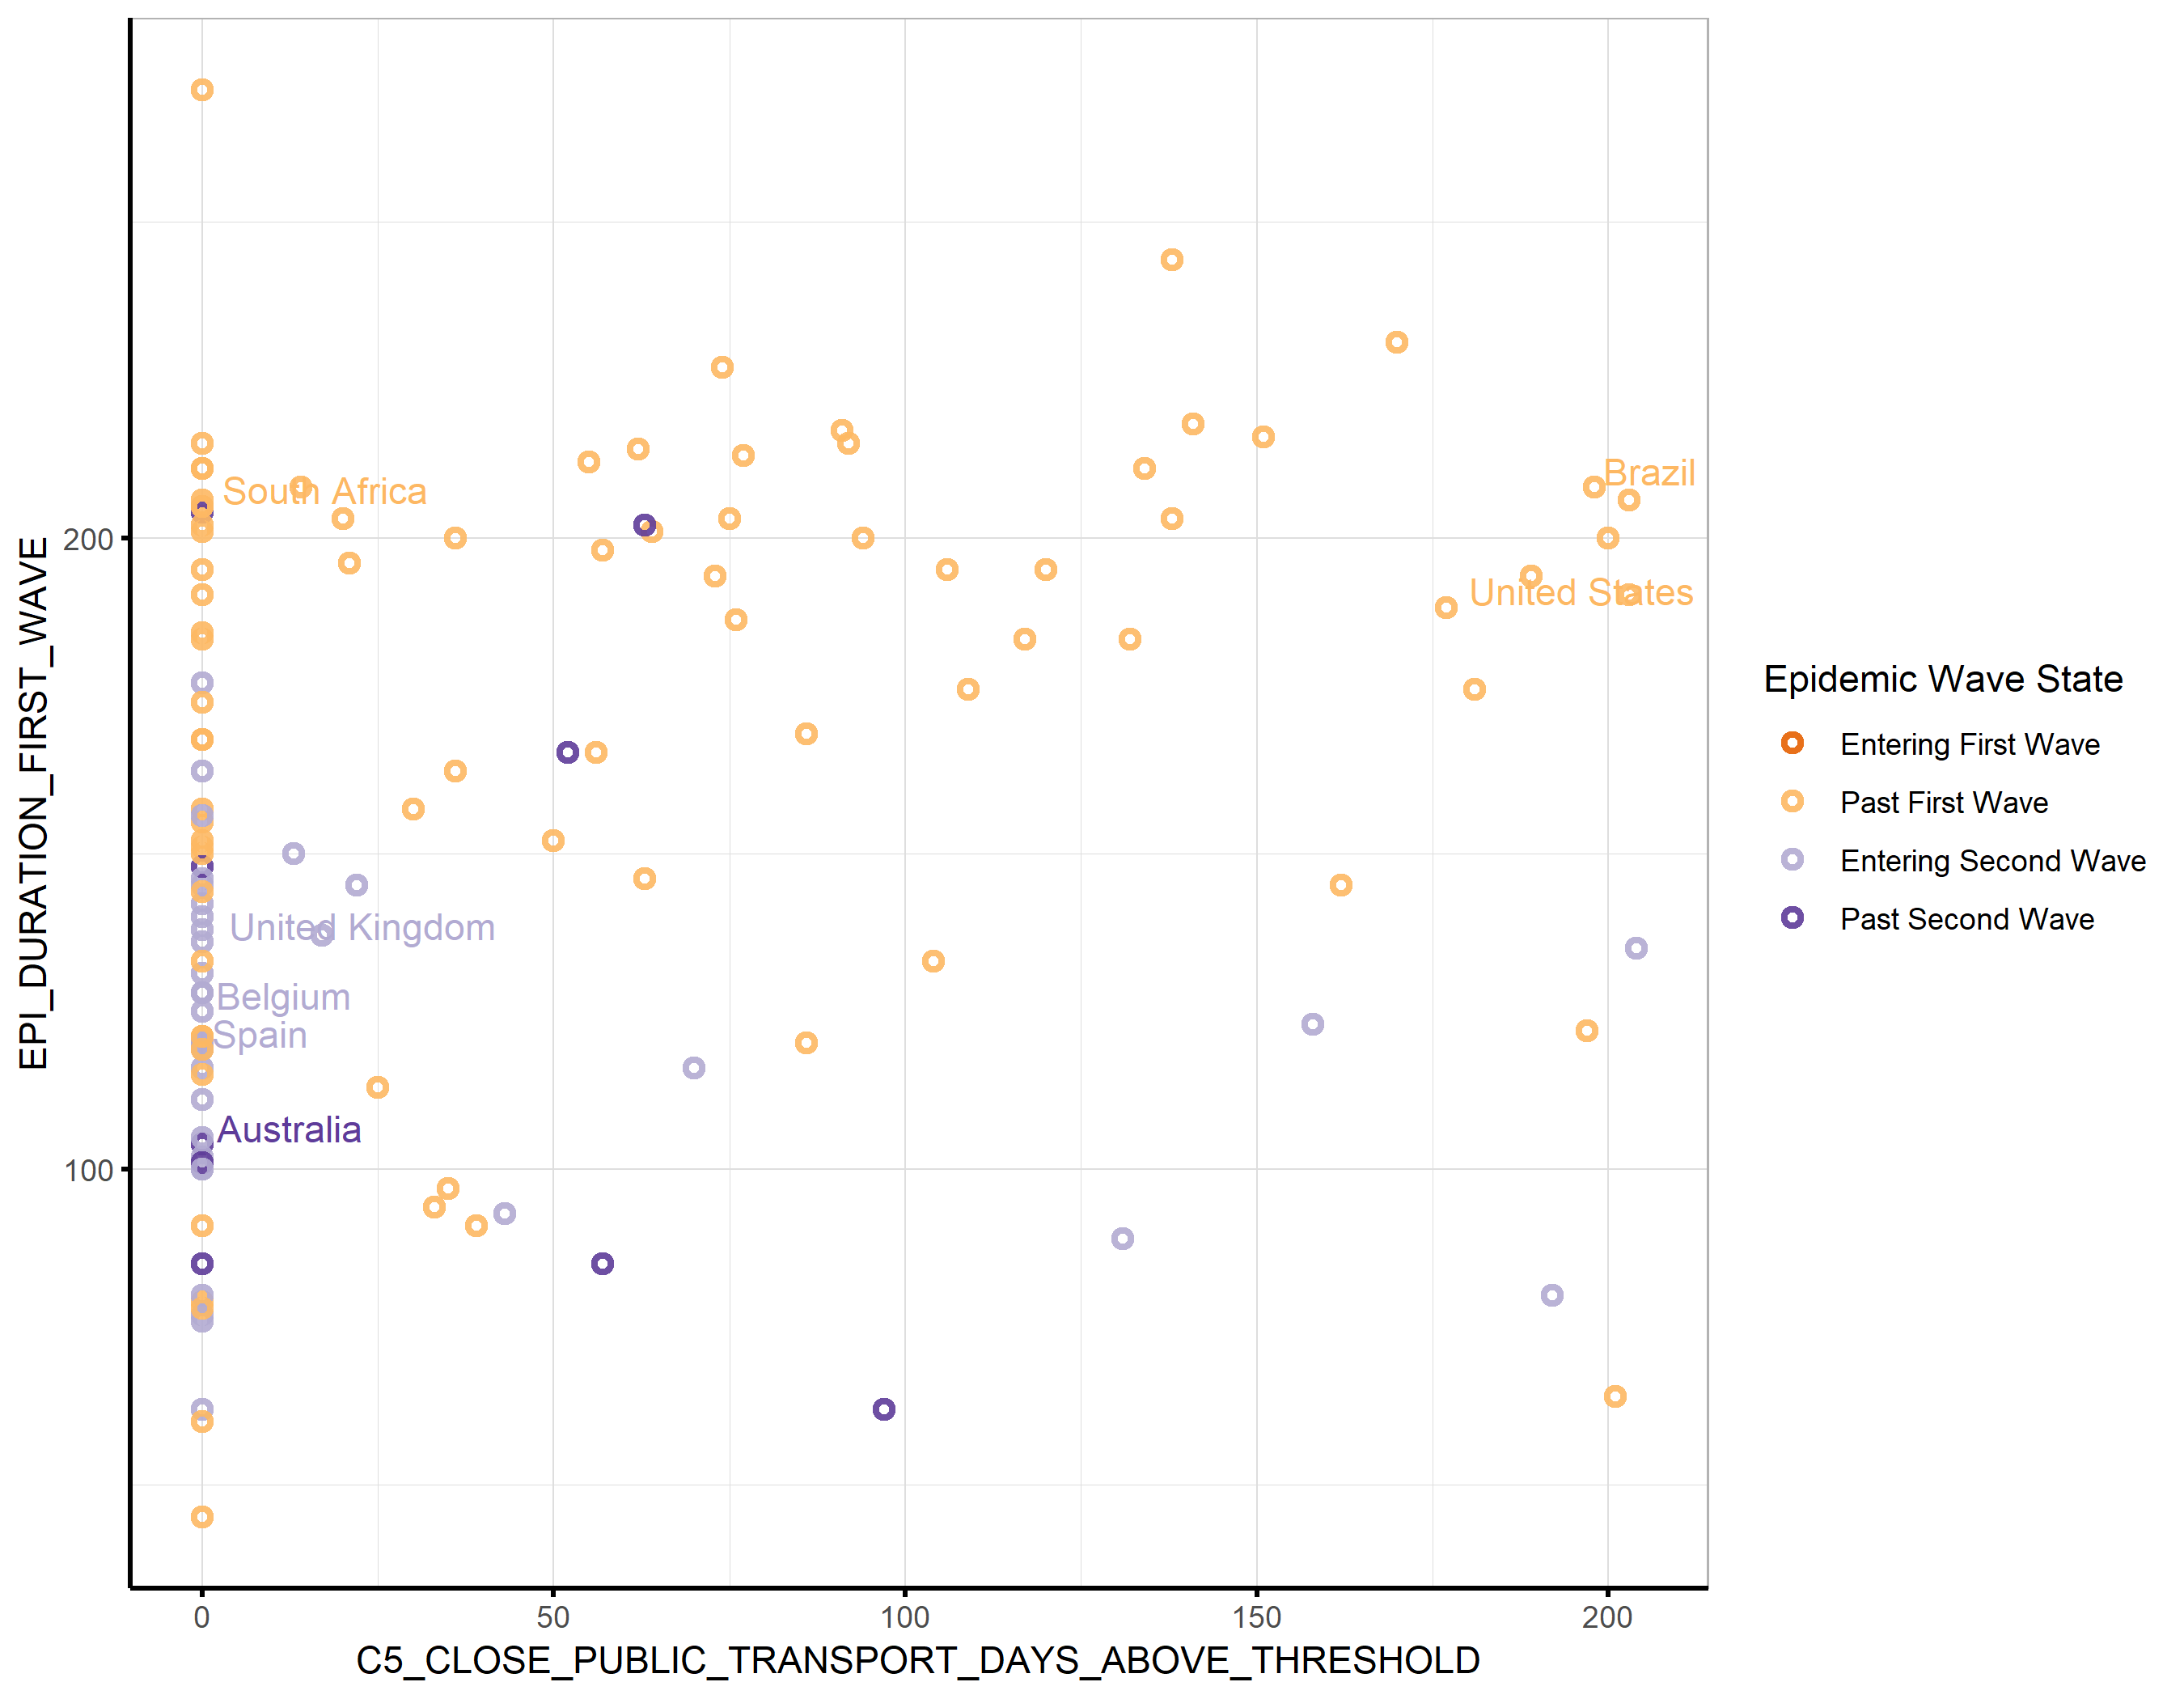 South Africa
Brazil
200
United States
Epidemic Wave State
Entering First Wave
Past First Wave
Entering Second Wave
Past Second Wave
EPI_DURATION_FIRST_WAVE
United Kingdom
Belgium
Spain
Australia
100
0
50
100
150
200
C5_CLOSE_PUBLIC_TRANSPORT_DAYS_ABOVE_THRESHOLD